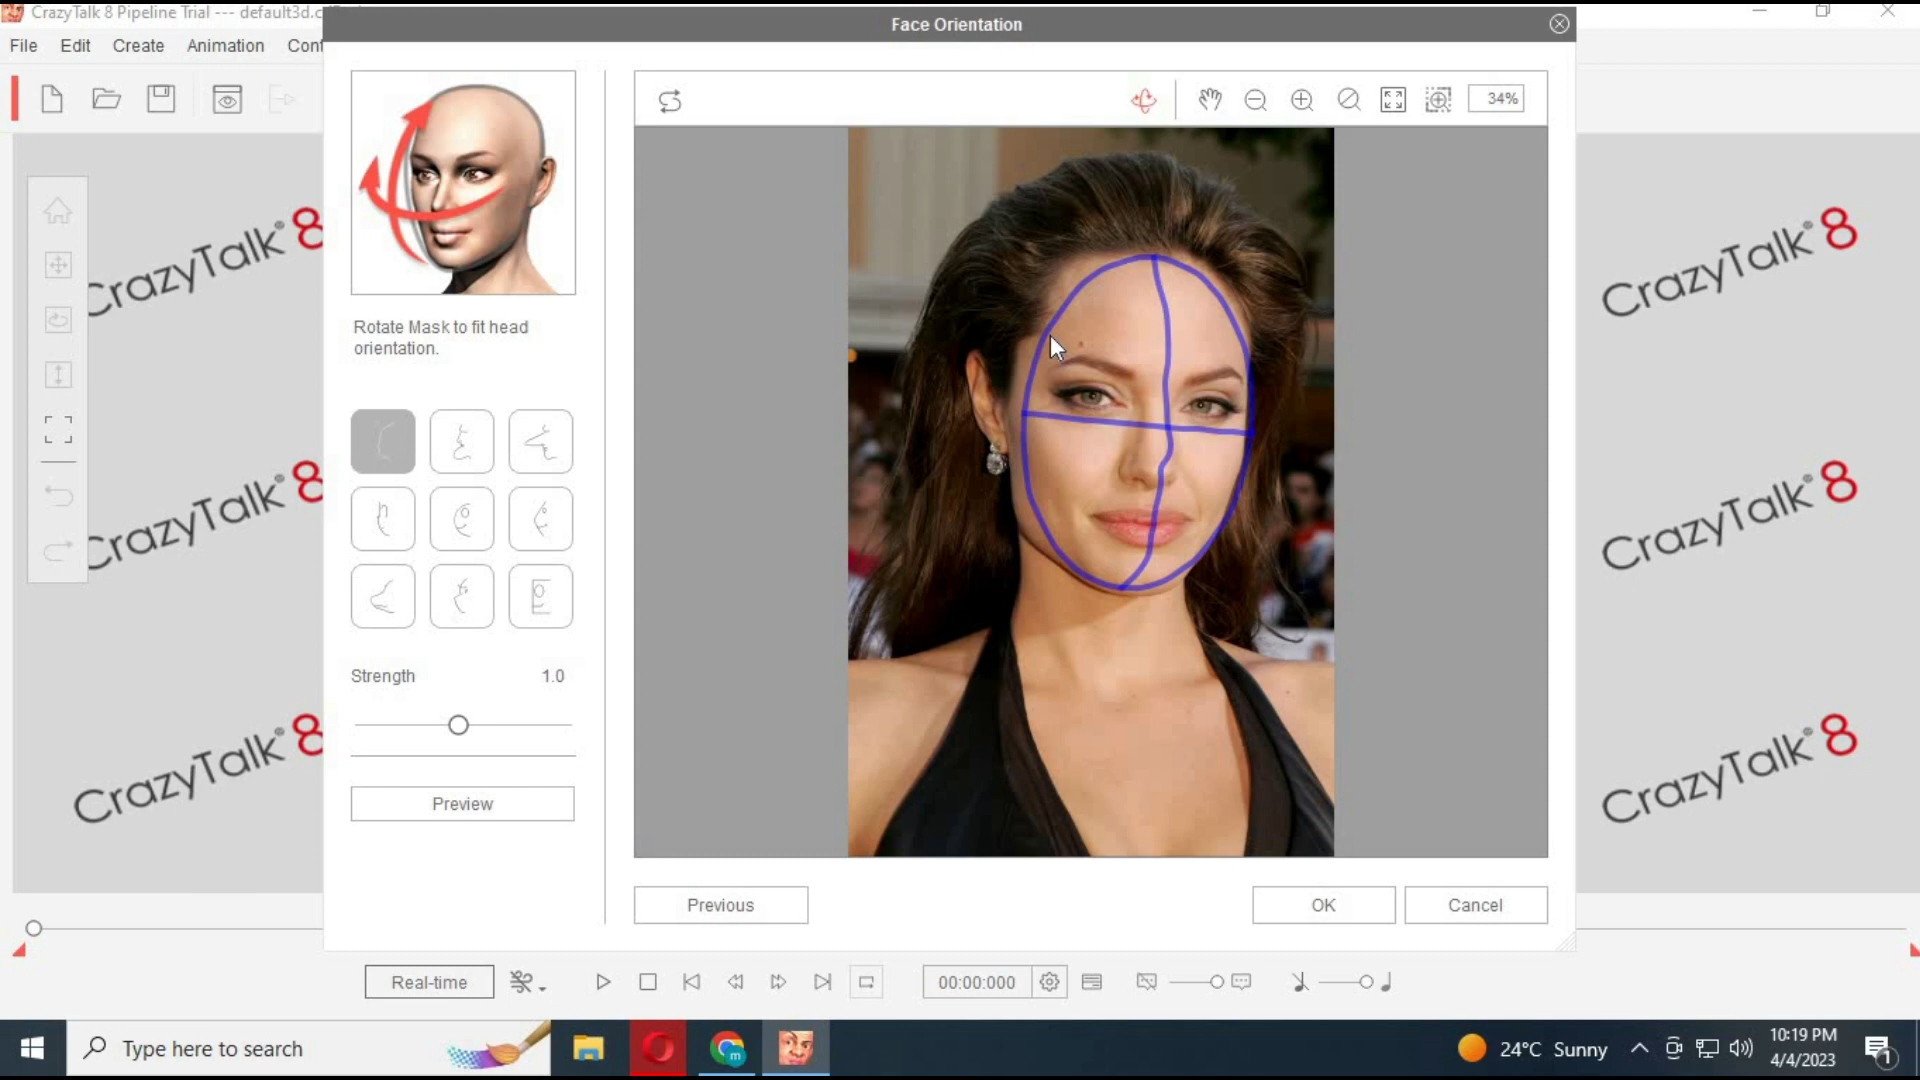 CrazyTalk 8 Pipeline Trial --- default3d.c
Face Orientation
File Edit Create Animation Cont
34%
Rotate Mask to fit head
orientation.
Strength 1.0
Preview
Previous OK Cancel
CrazyTalk® 8
CrazyTalk® 8
CrazyTalk® 8
CrazyTalk® 8
CrazyTalk® 8
CrazyTalk® 8
Real-time 00:00:000
Type here to search
m
24°C Sunny
10:19 PM
4/4/2023
1